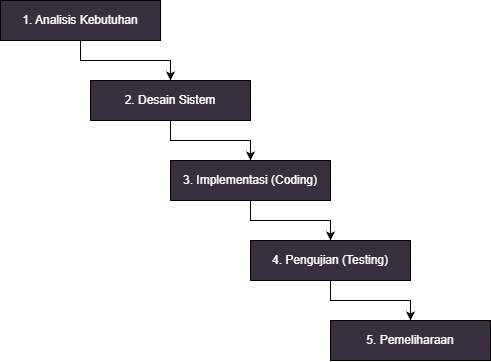 1. Analisis Kebutuhan
2. Desain Sistem
3. Implementasi (Coding)
4. Pengujian (Testing)
5. Pemeliharaan